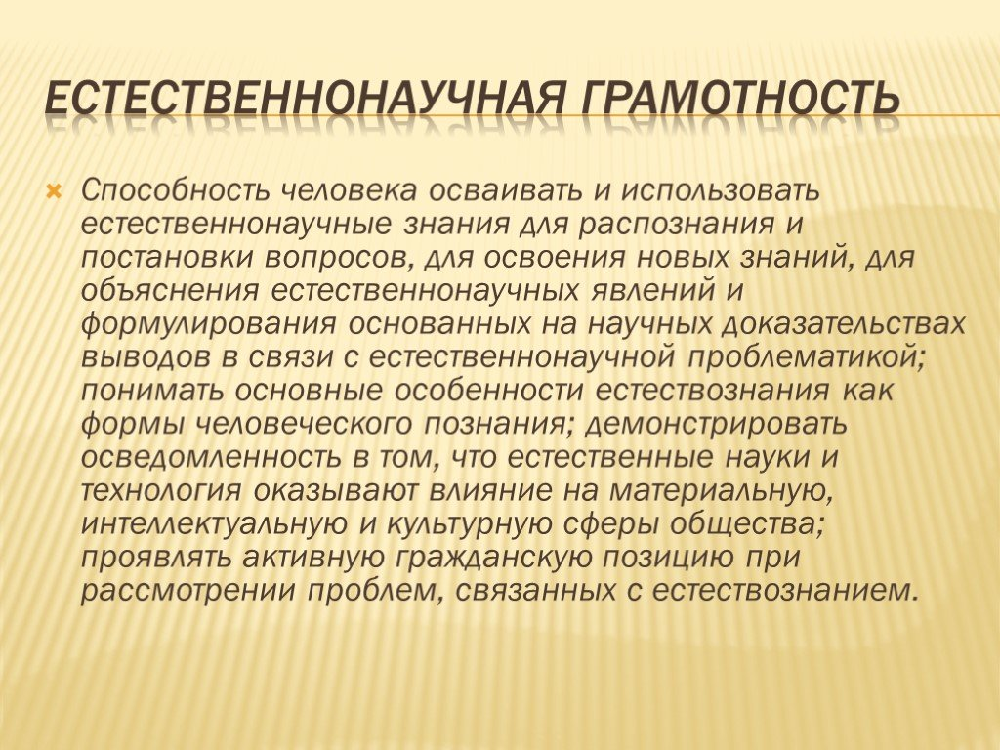 ЕСТЕСТВЕННОНАУЧНАЯ ГРАМОТНОСТЬ
Способность человека осваивать и использовать
естественнонаучные знания для распознания и
постановки вопросов, для освоения новых знаний, для
объяснения естественнонаучных явлений и
формулирования основанных на научных доказательствах
выводов в связи с естественнонаучной проблематикой;
понимать основные особенности естествознания как
формы человеческого познания; демонстрировать
осведомленность в том, что естественные науки и
технология оказывают влияние на материальную,
интеллектуальную и культурную сферы общества;
проявлять активную гражданскую позицию при
рассмотрении проблем, связанных с естествознанием.